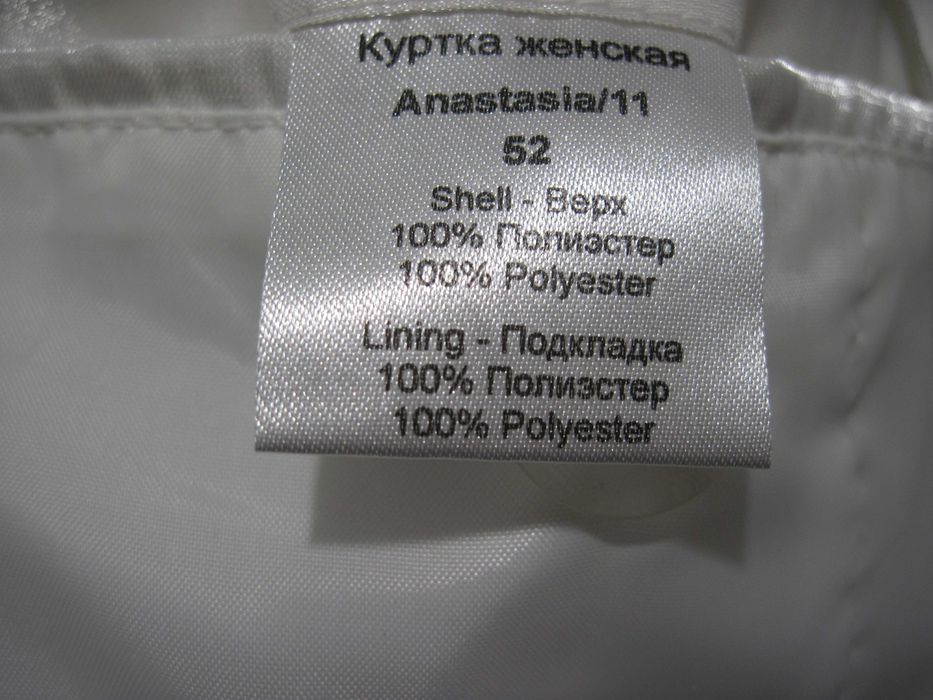 Куртка женская
Anastasia/11
52
Shell - Верх
100% Полиэстер
100% Polyester
Lining - Подкладка
100% Полиэстер
100% Polyester